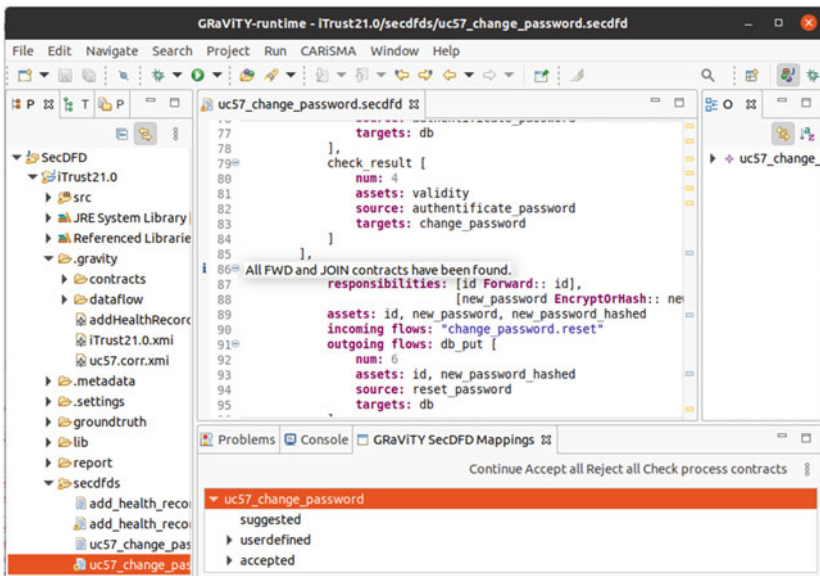 GRaViTY-runtime - iTrust21.0/secdfds/uc57_change_password.secdfd
File Edit Navigate Search Project Run CARiSMA Window Help
P T P
uc57_change_password.secdfd
O
SecDFD
iTrust21.0
src
JRE System Library
Referenced Librarie
.gravity
contracts
dataflow
addHealthRecord
iTrust21.0.xmi
uc57.corr.xmi
.metadata
.settings
groundtruth
lib
report
secdfds
add_health_reco
add_health_reco
uc57_change_pas
uc57_change_pas
77 targets: db
78 ],
79 check_result [
80 num: 4
81 assets: validity
82 source: authentificate_password
83 targets: change_password
84 ]
85 ],
86 All FWD and JOIN contracts have been found.
87 responsibilities: [id Forward:: id],
88 [new_password EncryptOrHash:: ne
89 assets: id, new_password, new_password_hashed
90 incoming flows: "change_password.reset"
91 outgoing flows: db_put [
92 num: 6
93 assets: id, new_password_hashed
94 source: reset_password
95 targets: db
uc57_change_
Problems Console GRaViTY SecDFD Mappings
Continue Accept all Reject all Check process contracts
uc57_change_password
suggested
userdefined
accepted